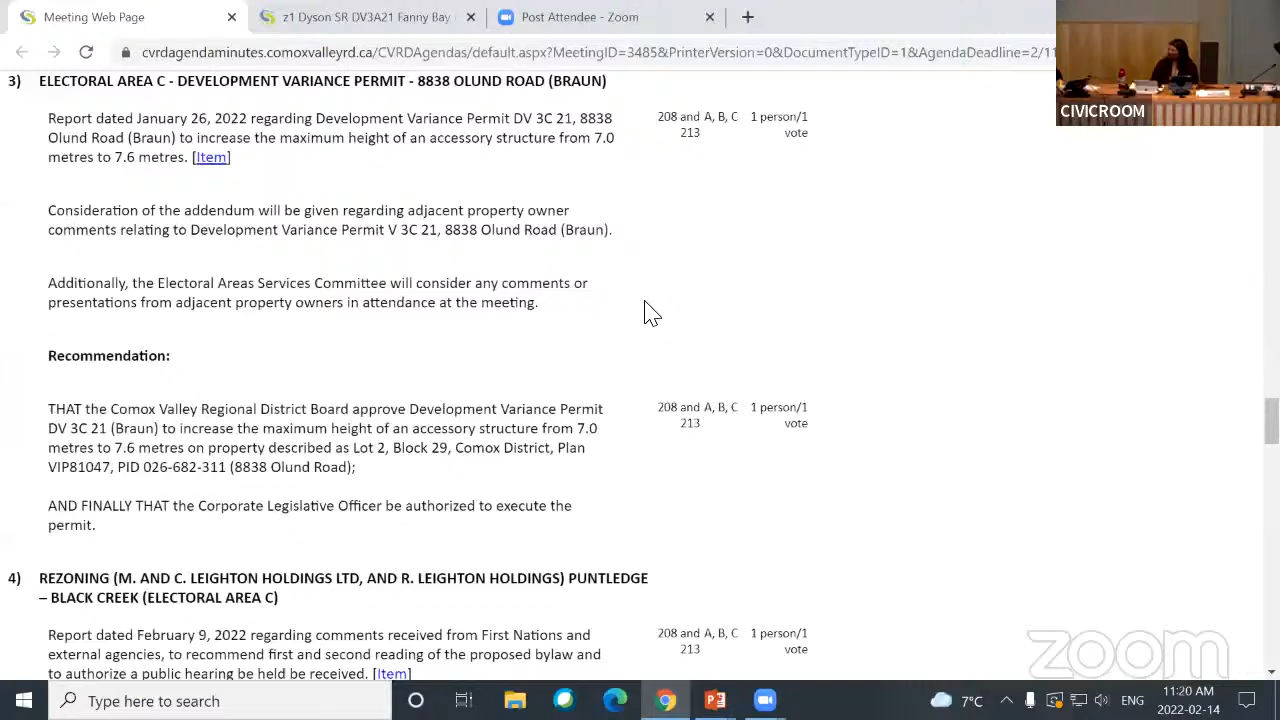 Meeting Web Page
z1 Dyson SR DV3A21 Fanny Bay
Post Attendee - Zoom
cvrdagendaminutes.comoxvalleyrd.ca/CVRDAgendas/default.aspx?MeetingID=3485&PrinterVersion=0&DocumentTypeID=1&AgendaDeadline=2/11
CIVICROOM
3) ELECTORAL AREA C - DEVELOPMENT VARIANCE PERMIT - 8838 OLUND ROAD (BRAUN)
Report dated January 26, 2022 regarding Development Variance Permit DV 3C 21, 8838 208 and A, B, C 1 person/1
Olund Road (Braun) to increase the maximum height of an accessory structure from 7.0 213 vote
metres to 7.6 metres. [Item]
Consideration of the addendum will be given regarding adjacent property owner
comments relating to Development Variance Permit V 3C 21, 8838 Olund Road (Braun).
Additionally, the Electoral Areas Services Committee will consider any comments or
presentations from adjacent property owners in attendance at the meeting.
Recommendation:
THAT the Comox Valley Regional District Board approve Development Variance Permit 208 and A, B, C 1 person/1
DV 3C 21 (Braun) to increase the maximum height of an accessory structure from 7.0 213 vote
metres to 7.6 metres on property described as Lot 2, Block 29, Comox District, Plan
VIP81047, PID 026-682-311 (8838 Olund Road);
AND FINALLY THAT the Corporate Legislative Officer be authorized to execute the
permit.
4) REZONING (M. AND C. LEIGHTON HOLDINGS LTD, AND R. LEIGHTON HOLDINGS) PUNTLEDGE
– BLACK CREEK (ELECTORAL AREA C)
Report dated February 9, 2022 regarding comments received from First Nations and 208 and A, B, C 1 person/1
external agencies, to recommend first and second reading of the proposed bylaw and 213 vote
to authorize a public hearing be held be received. [Item]
zoom
Type here to search
7°C
ENG
11:20 AM
2022-02-14